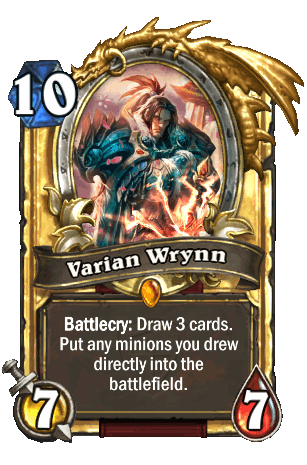 10
Varian Wrynn
Battlecry: Draw 3 cards.
Put any minions you drew
directly into the
battlefield.
7
7